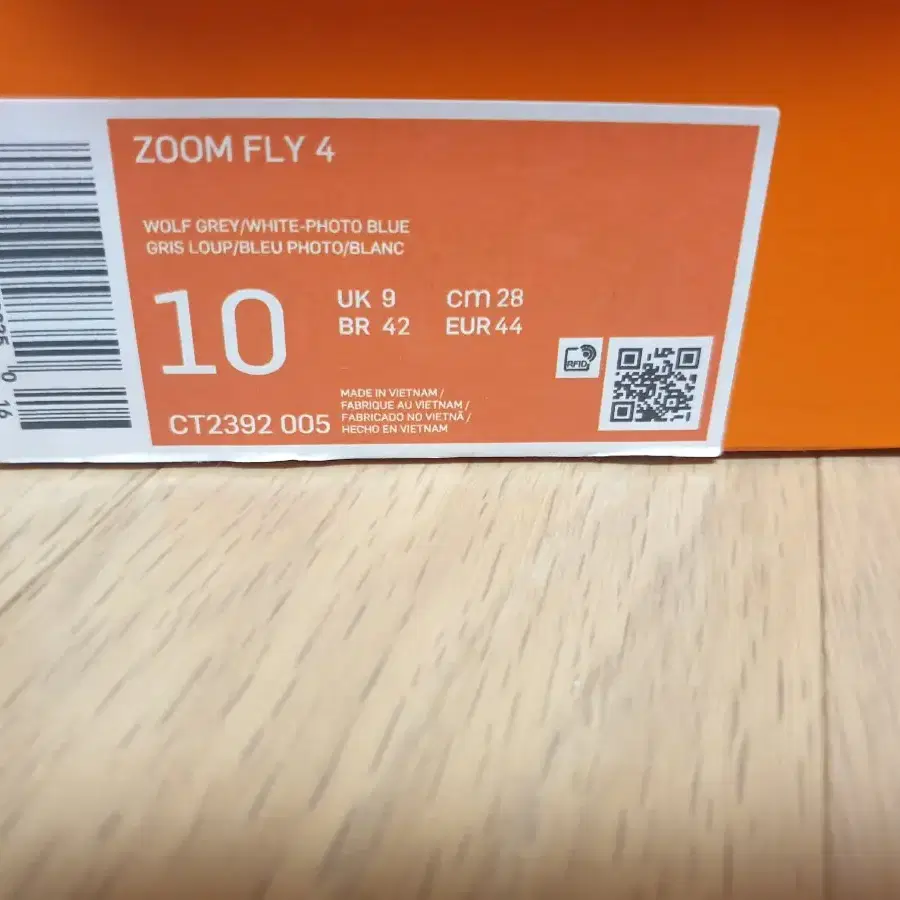 ZOOM FLY 4
WOLF GREY/WHITE-PHOTO BLUE
GRIS LOUP/BLEU PHOTO/BLANC
10
UK 9 cm 28
BR 42 EUR 44
RFID
MADE IN VIETNAM /
FABRIQUE AU VIETNAM /
FABRICADO NO VIETNÃ /
HECHO EN VIETNAM
CT2392 005